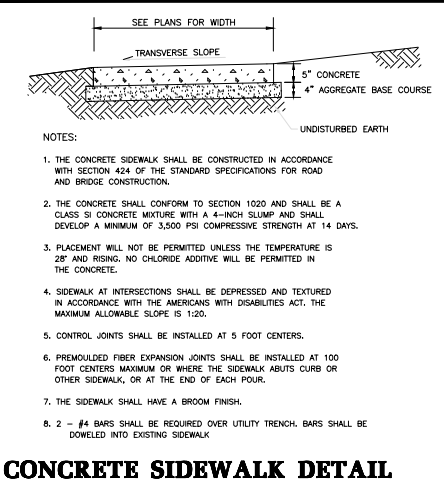 SEE PLANS FOR WIDTH
TRANSVERSE SLOPE
5" CONCRETE
4" AGGREGATE BASE COURSE
UNDISTURBED EARTH
NOTES:
1. THE CONCRETE SIDEWALK SHALL BE CONSTRUCTED IN ACCORDANCE
WITH SECTION 424 OF THE STANDARD SPECIFICATIONS FOR ROAD
AND BRIDGE CONSTRUCTION.
2. THE CONCRETE SHALL CONFORM TO SECTION 1020 AND SHALL BE A
CLASS SI CONCRETE MIXTURE WITH A 4-INCH SLUMP AND SHALL
DEVELOP A MINIMUM OF 3,500 PSI COMPRESSIVE STRENGTH AT 14 DAYS.
3. PLACEMENT WILL NOT BE PERMITTED UNLESS THE TEMPERATURE IS
28° AND RISING. NO CHLORIDE ADDITIVE WILL BE PERMITTED IN
THE CONCRETE.
4. SIDEWALK AT INTERSECTIONS SHALL BE DEPRESSED AND TEXTURED
IN ACCORDANCE WITH THE AMERICANS WITH DISABILITIES ACT. THE
MAXIMUM ALLOWABLE SLOPE IS 1:20.
5. CONTROL JOINTS SHALL BE INSTALLED AT 5 FOOT CENTERS.
6. PREMOULDED FIBER EXPANSION JOINTS SHALL BE INSTALLED AT 100
FOOT CENTERS MAXIMUM OR WHERE THE SIDEWALK ABUTS CURB OR
OTHER SIDEWALK, OR AT THE END OF EACH POUR.
7. THE SIDEWALK SHALL HAVE A BROOM FINISH.
8. 2 - #4 BARS SHALL BE REQUIRED OVER UTILITY TRENCH. BARS SHALL BE
DOWELED INTO EXISTING SIDEWALK
CONCRETE SIDEWALK DETAIL